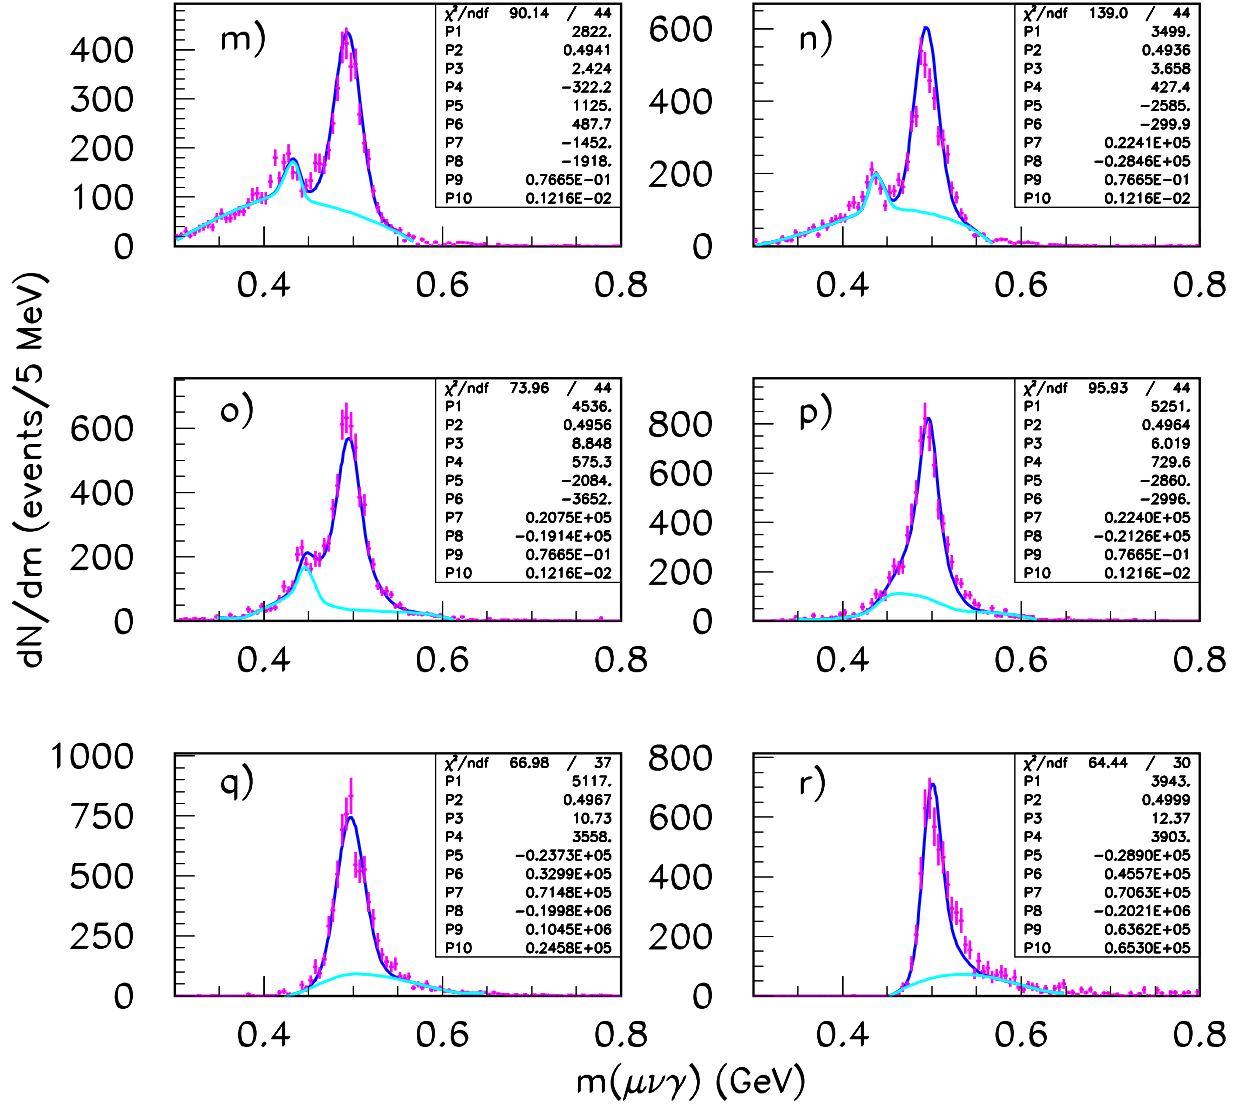 m)
χ²/ndf 90.14 / 44
P1 2822.
P2 0.4941
P3 2.424
P4 −322.2
P5 1125.
P6 487.7
P7 −1452.
P8 −1918.
P9 0.7665E−01
P10 0.1216E−02
400
300
200
100
0
0.4 0.6 0.8
n)
χ²/ndf 139.0 / 44
P1 3499.
P2 0.4936
P3 3.658
P4 427.4
P5 −2585.
P6 −299.9
P7 0.2241E+05
P8 −0.2846E+05
P9 0.7665E−01
P10 0.1216E−02
600
400
200
0
0.4 0.6 0.8
dN/dm (events/5 MeV)
o)
χ²/ndf 73.96 / 44
P1 4536.
P2 0.4956
P3 8.848
P4 575.3
P5 −2084.
P6 −3652.
P7 0.2075E+05
P8 −0.1914E+05
P9 0.7665E−01
P10 0.1216E−02
600
400
200
0
0.4 0.6 0.8
p)
χ²/ndf 95.93 / 44
P1 5251.
P2 0.4964
P3 6.019
P4 729.6
P5 −2860.
P6 −2996.
P7 0.2240E+05
P8 −0.2126E+05
P9 0.7665E−01
P10 0.1216E−02
800
600
400
200
0
0.4 0.6 0.8
q)
χ²/ndf 66.98 / 37
P1 5117.
P2 0.4967
P3 10.73
P4 3558.
P5 −0.2373E+05
P6 0.3299E+05
P7 0.7148E+05
P8 −0.1998E+06
P9 0.1045E+06
P10 0.2458E+05
1000
750
500
250
0
0.4 0.6 0.8
r)
χ²/ndf 64.44 / 30
P1 3943.
P2 0.4999
P3 12.37
P4 3903.
P5 −0.2890E+05
P6 0.4557E+05
P7 0.7063E+05
P8 −0.2021E+06
P9 0.6362E+05
P10 0.6530E+05
800
600
400
200
0
0.4 0.6 0.8
m(μνγ) (GeV)